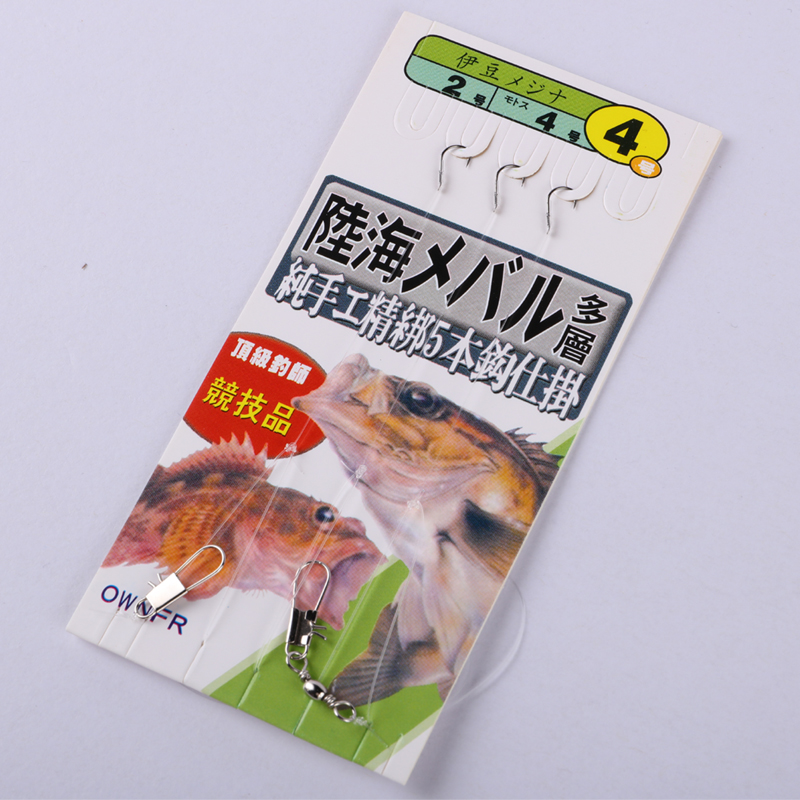 伊豆メジナ
2号 モトス 4号
4号
陸海メバル多層
純手工精綁5本鈎仕掛
頂級釣師
競技品
OWNER